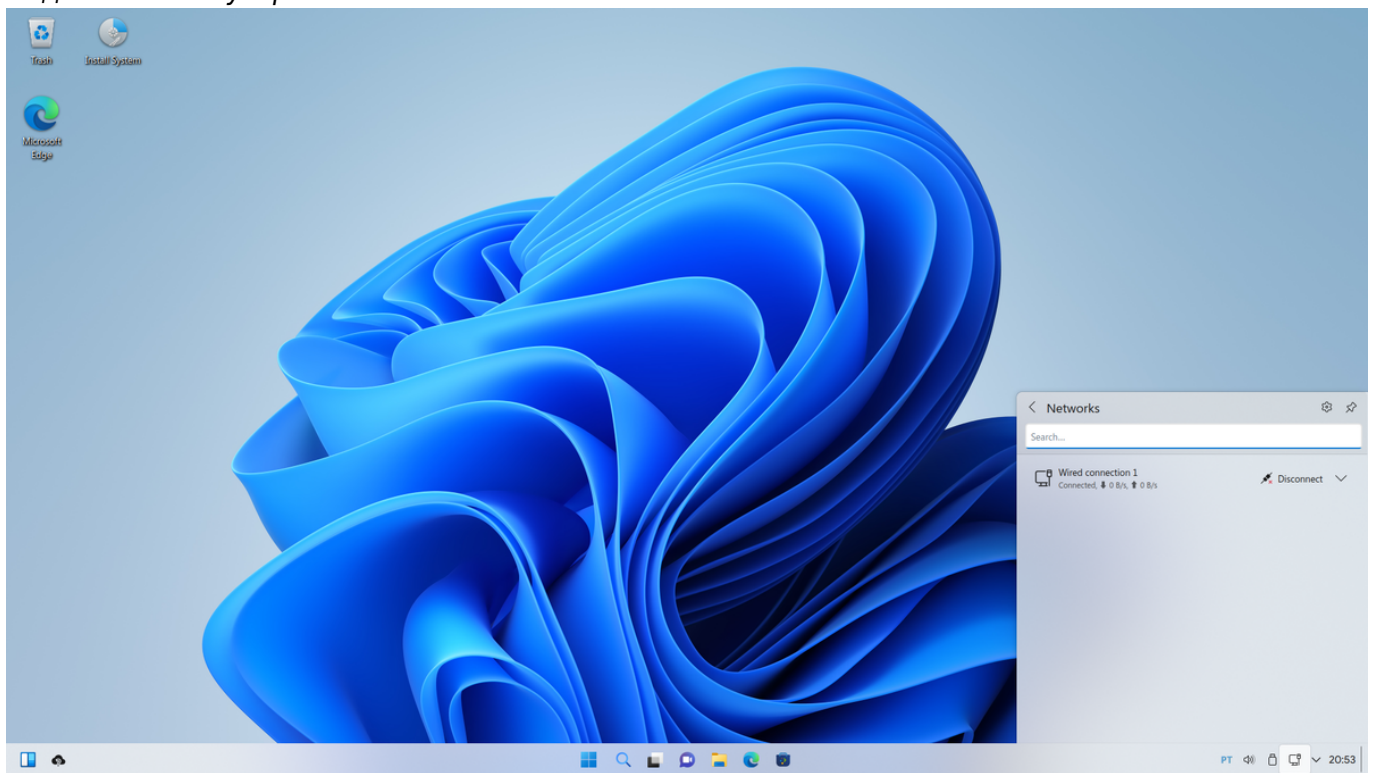 Trash
Install System
Microsoft
Edge
Networks
Search...
Wired connection 1
Connected, ⬇ 0 B/s, ⬆ 0 B/s
Disconnect
PT
20:53